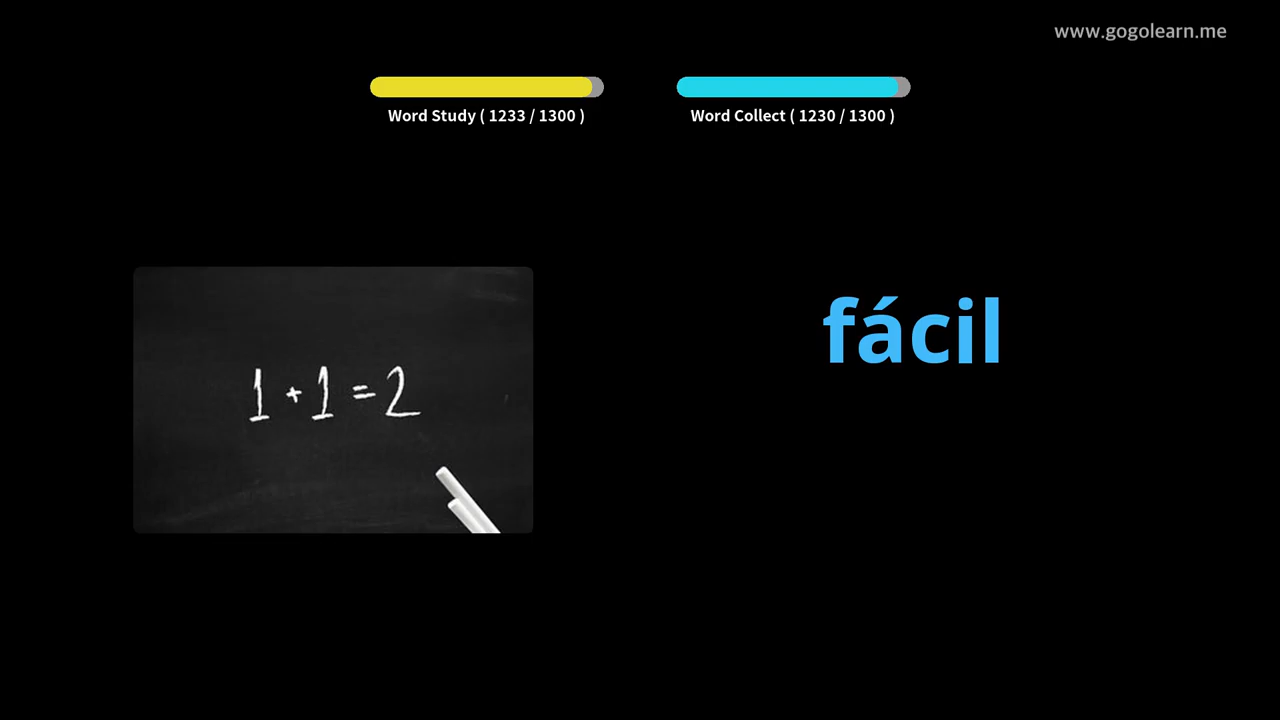 www.gogolearn.me
Word Study ( 1233 / 1300 )
Word Collect ( 1230 / 1300 )
fácil
1 + 1 = 2